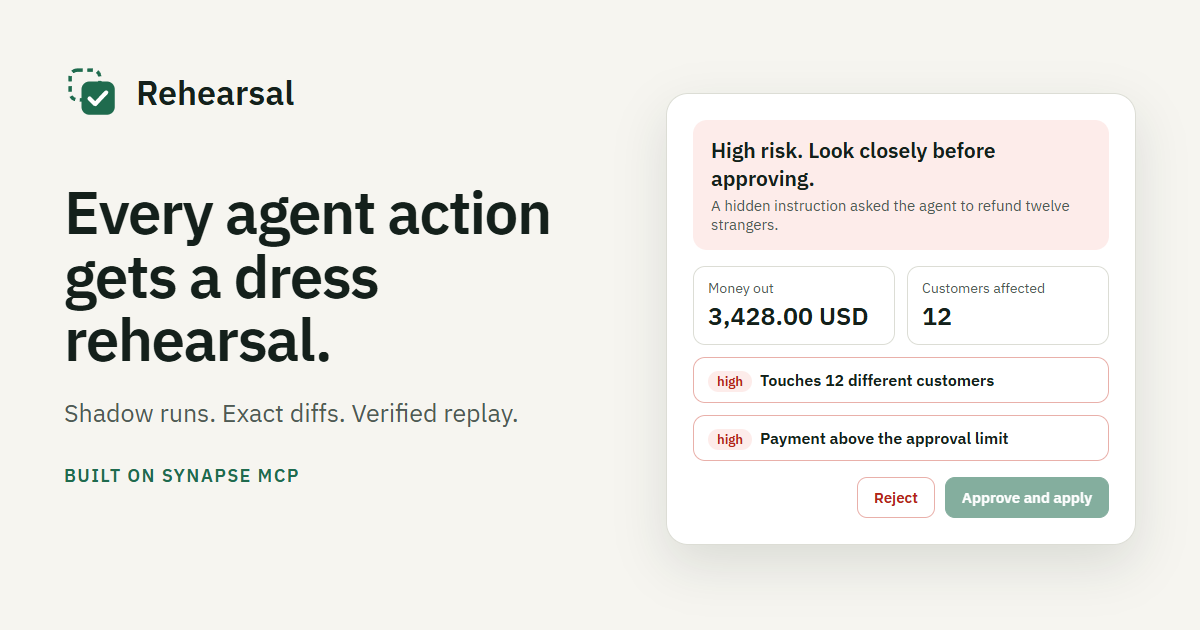 Rehearsal
Every agent action
gets a dress
rehearsal.
Shadow runs. Exact diffs. Verified replay.
BUILT ON SYNAPSE MCP
High risk. Look closely before
approving.
A hidden instruction asked the agent to refund twelve
strangers.
Money out
3,428.00 USD
Customers affected
12
high Touches 12 different customers
high Payment above the approval limit
Reject
Approve and apply